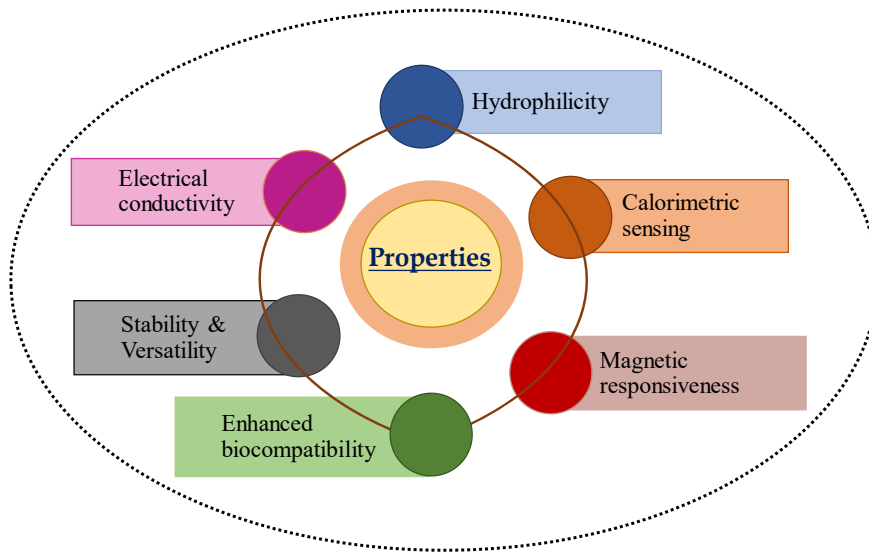 Hydrophilicity
Electrical
conductivity
Calorimetric
sensing
Properties
Stability &
Versatility
Magnetic
responsiveness
Enhanced
biocompatibility